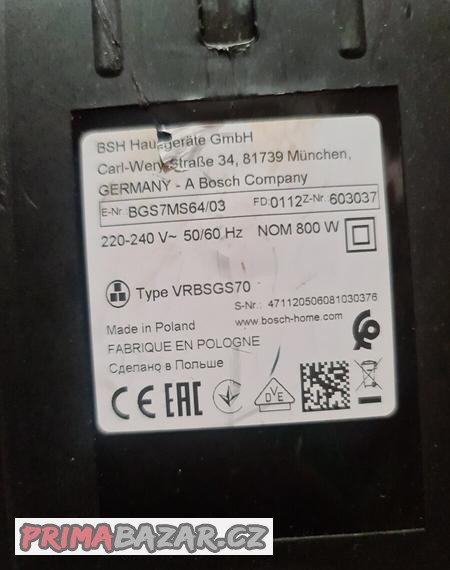 BSH Hausgeräte GmbH
Carl-Wery-straße 34, 81739 München,
GERMANY - A Bosch Company
E-Nr. BGS7MS64/03 FD:0112 Z-Nr. 603037
220-240 V~ 50/60 Hz NOM 800 W
Type VRBSGS70
S-Nr.: 471120506081030376
Made in Poland www.bosch-home.com
FABRIQUE EN POLOGNE
Сделано в Польше
CE EAC VDE
PRIMABAZAR.CZ